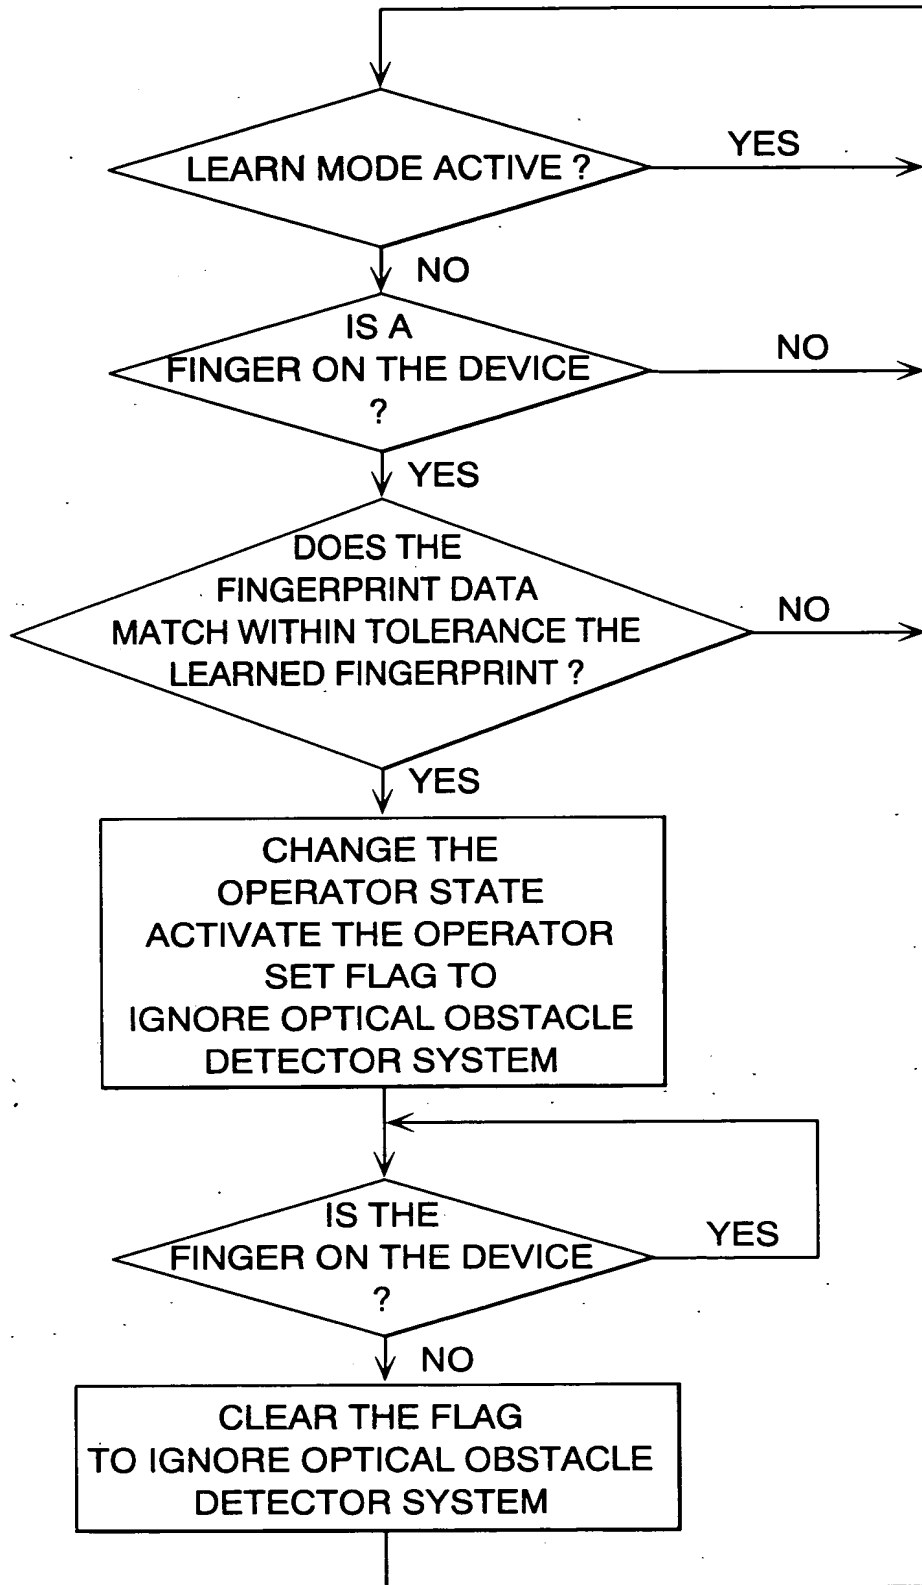 LEARN MODE ACTIVE ?
YES
NO
IS A
FINGER ON THE DEVICE
?
NO
YES
DOES THE
FINGERPRINT DATA
MATCH WITHIN TOLERANCE THE
LEARNED FINGERPRINT ?
NO
YES
CHANGE THE
OPERATOR STATE
ACTIVATE THE OPERATOR
SET FLAG TO
IGNORE OPTICAL OBSTACLE
DETECTOR SYSTEM
IS THE
FINGER ON THE DEVICE
?
YES
NO
CLEAR THE FLAG
TO IGNORE OPTICAL OBSTACLE
DETECTOR SYSTEM